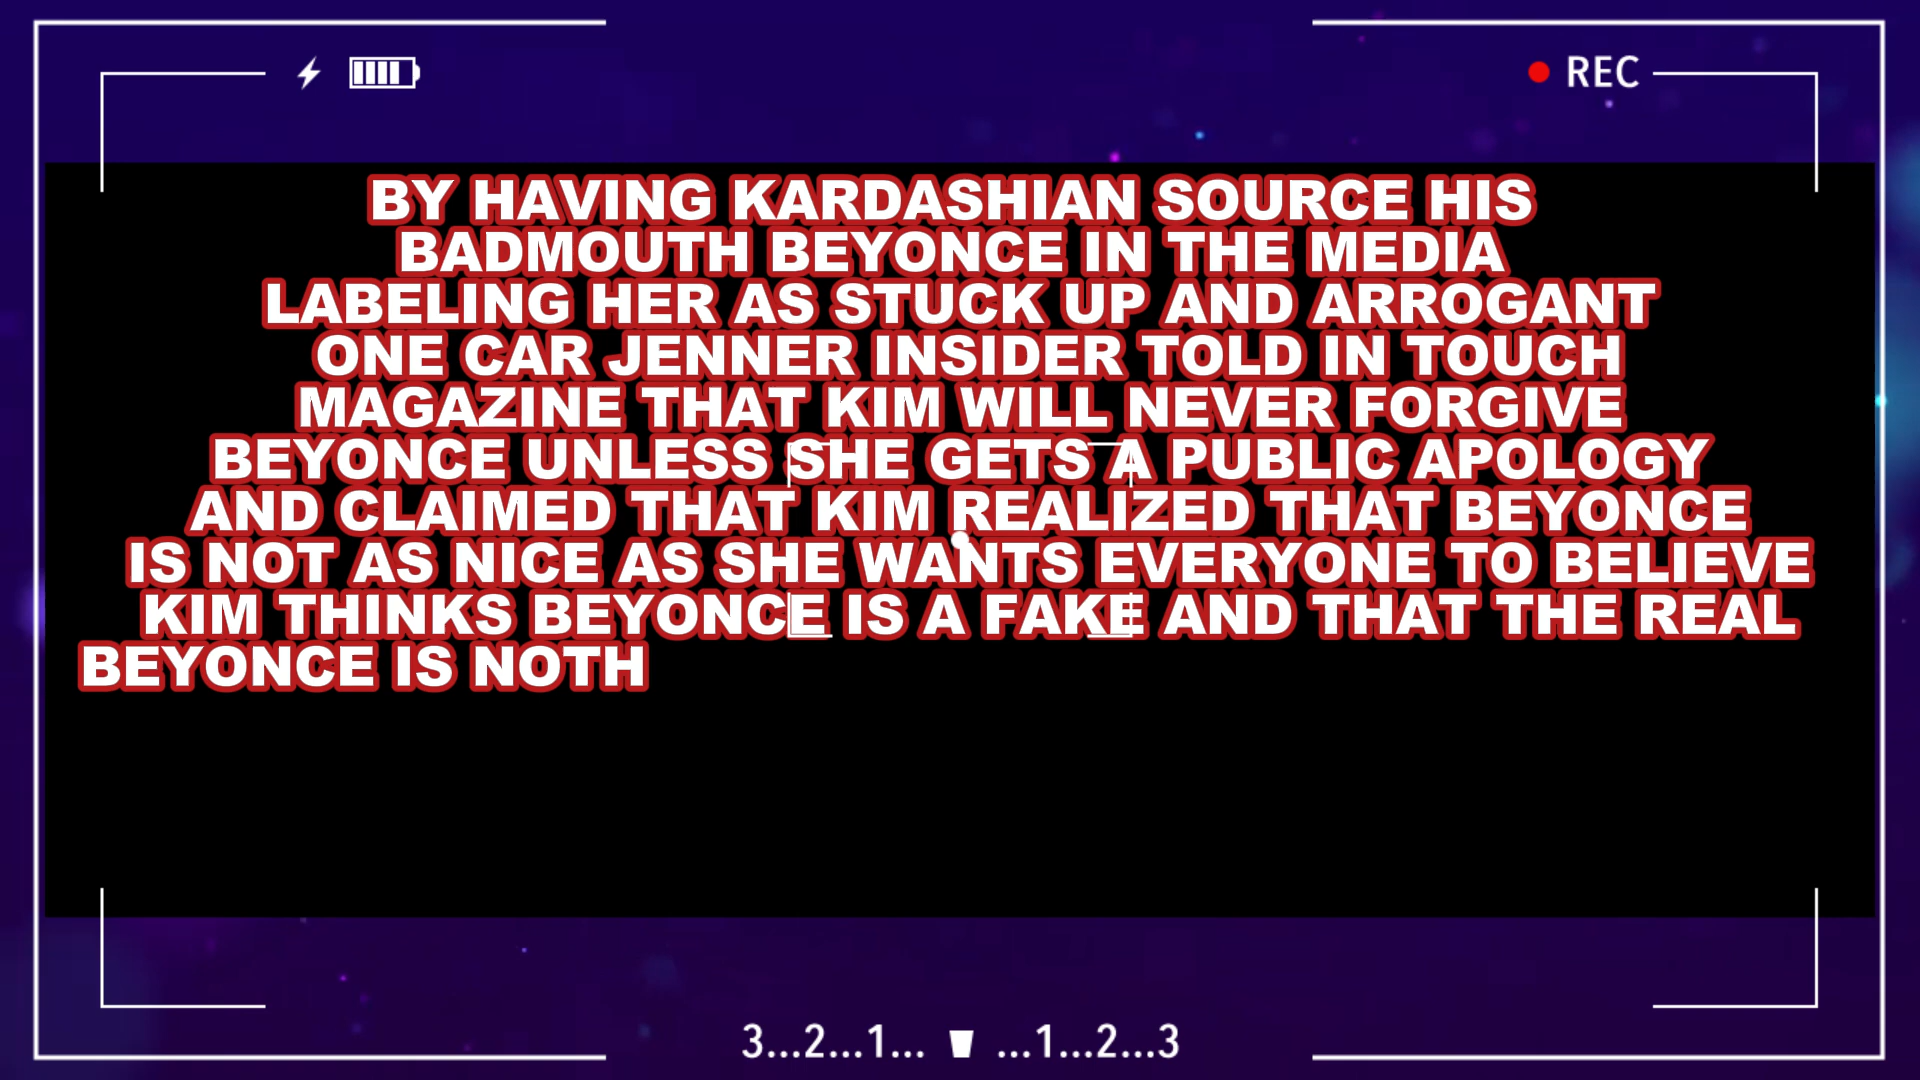 REC
BY HAVING KARDASHIAN SOURCE HIS
BADMOUTH BEYONCE IN THE MEDIA
LABELING HER AS STUCK UP AND ARROGANT
ONE CAR JENNER INSIDER TOLD IN TOUCH
MAGAZINE THAT KIM WILL NEVER FORGIVE
BEYONCE UNLESS SHE GETS A PUBLIC APOLOGY
AND CLAIMED THAT KIM REALIZED THAT BEYONCE
IS NOT AS NICE AS SHE WANTS EVERYONE TO BELIEVE
KIM THINKS BEYONCE IS A FAKE AND THAT THE REAL
BEYONCE IS NOTH
3...2...1... ...1...2...3